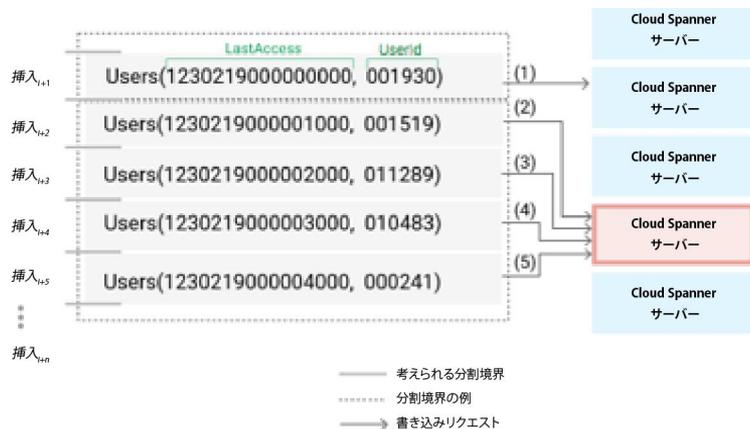 LastAccess UserId
挿入i+1 Users(1230219000000000, 001930) (1)
挿入i+2 Users(1230219000001000, 001519) (2)
挿入i+3 Users(1230219000002000, 011289) (3)
挿入i+4 Users(1230219000003000, 010483) (4)
挿入i+5 Users(1230219000004000, 000241) (5)
挿入i+n
Cloud Spanner
サーバー
Cloud Spanner
サーバー
Cloud Spanner
サーバー
Cloud Spanner
サーバー
Cloud Spanner
サーバー
考えられる分割境界
分割境界の例
書き込みリクエスト